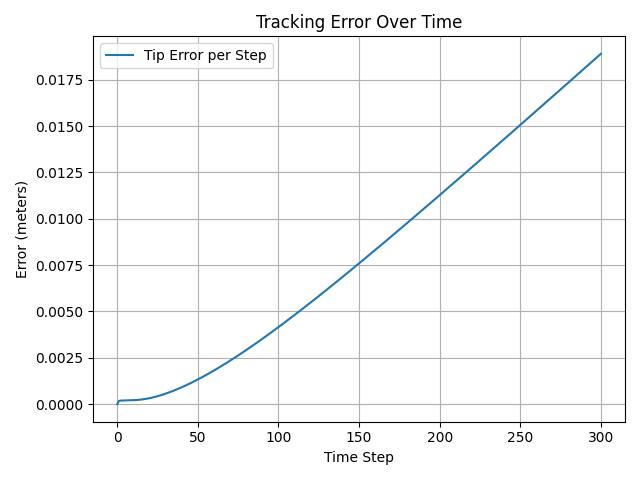 Tracking Error Over Time
Tip Error per Step
0.0175
0.0150
0.0125
0.0100
0.0075
0.0050
0.0025
0.0000
Error (meters)
0 50 100 150 200 250 300
Time Step